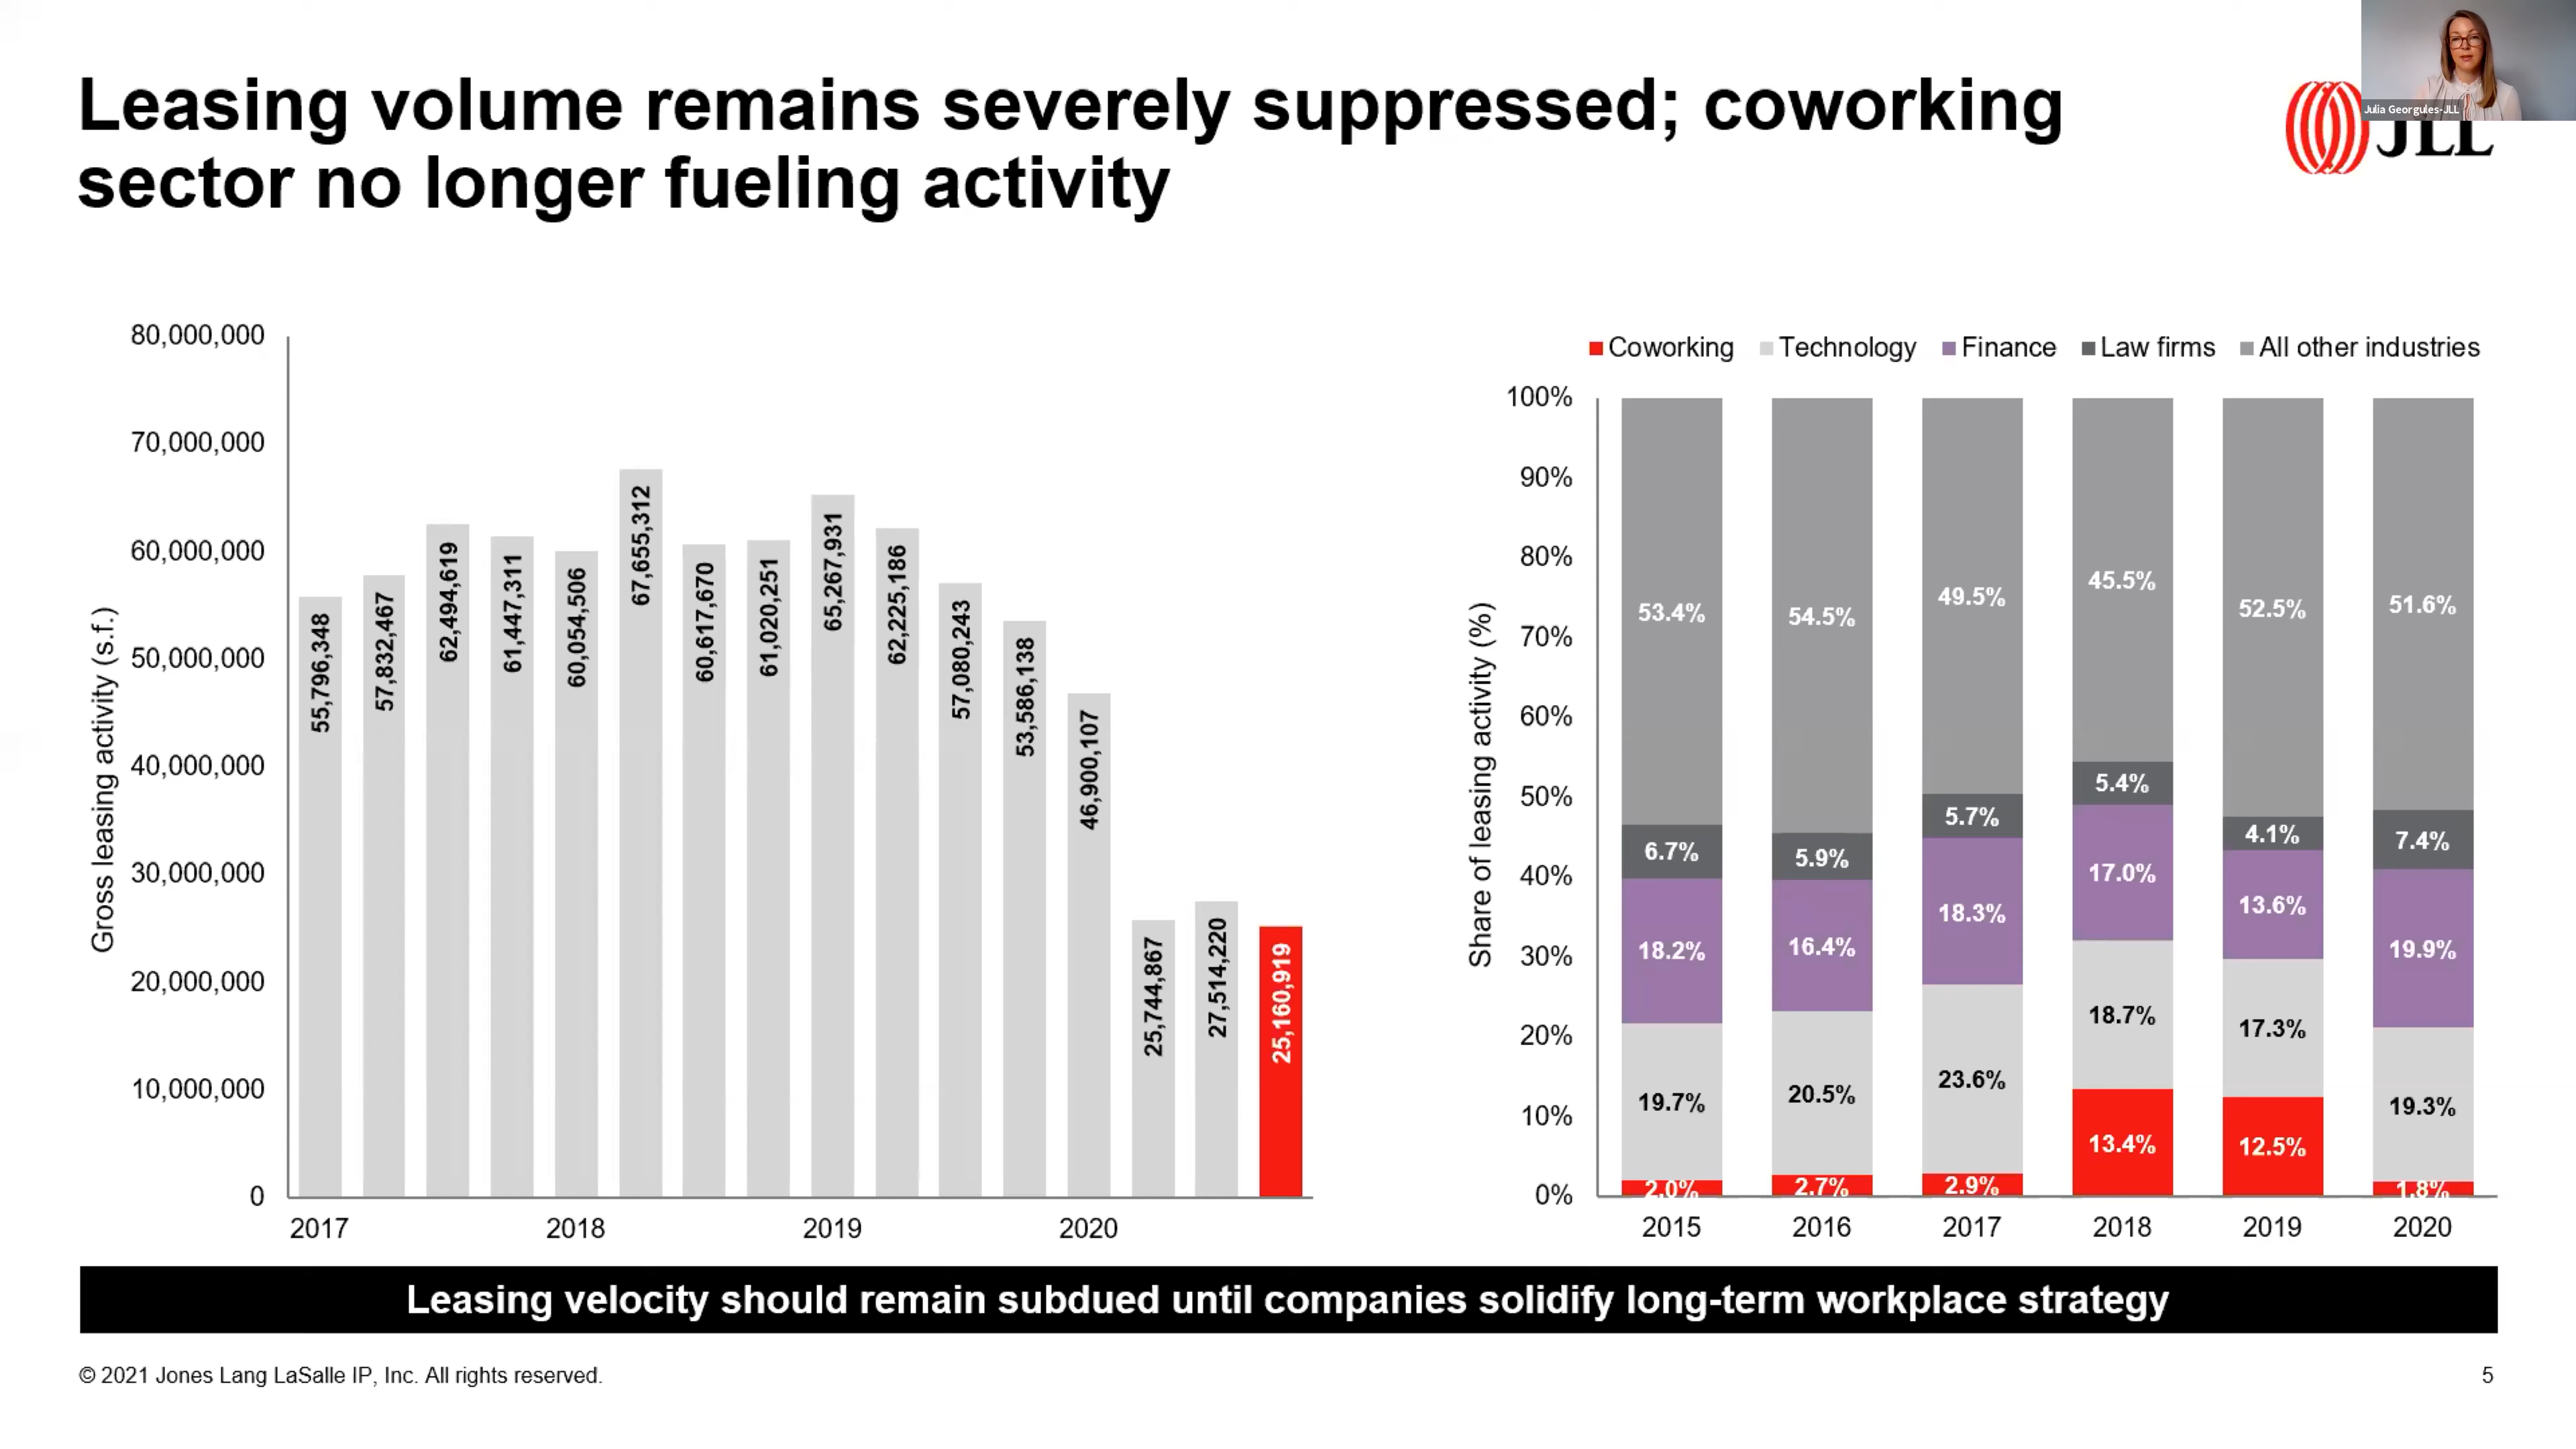 Leasing volume remains severely suppressed; coworking
sector no longer fueling activity
Julia Georgules-JLL
JLL
Gross leasing activity (s.f.)
80,000,000
70,000,000
60,000,000
50,000,000
40,000,000
30,000,000
20,000,000
10,000,000
0
55,796,348
57,832,467
62,494,619
61,447,311
60,054,506
67,655,312
60,617,670
61,020,251
65,267,931
62,225,186
57,080,243
53,586,138
46,900,107
25,744,867
27,514,220
25,160,919
2017 2018 2019 2020
Coworking Technology Finance Law firms All other industries
Share of leasing activity (%)
100%
90%
80%
70%
60%
50%
40%
30%
20%
10%
0%
53.4% 54.5% 49.5% 45.5% 52.5% 51.6%
6.7% 5.9% 5.7% 5.4% 4.1% 7.4%
18.2% 16.4% 18.3% 17.0% 13.6% 19.9%
19.7% 20.5% 23.6% 18.7% 17.3% 19.3%
2.0% 2.7% 2.9% 13.4% 12.5% 1.8%
2015 2016 2017 2018 2019 2020
Leasing velocity should remain subdued until companies solidify long-term workplace strategy
© 2021 Jones Lang LaSalle IP, Inc. All rights reserved.
5